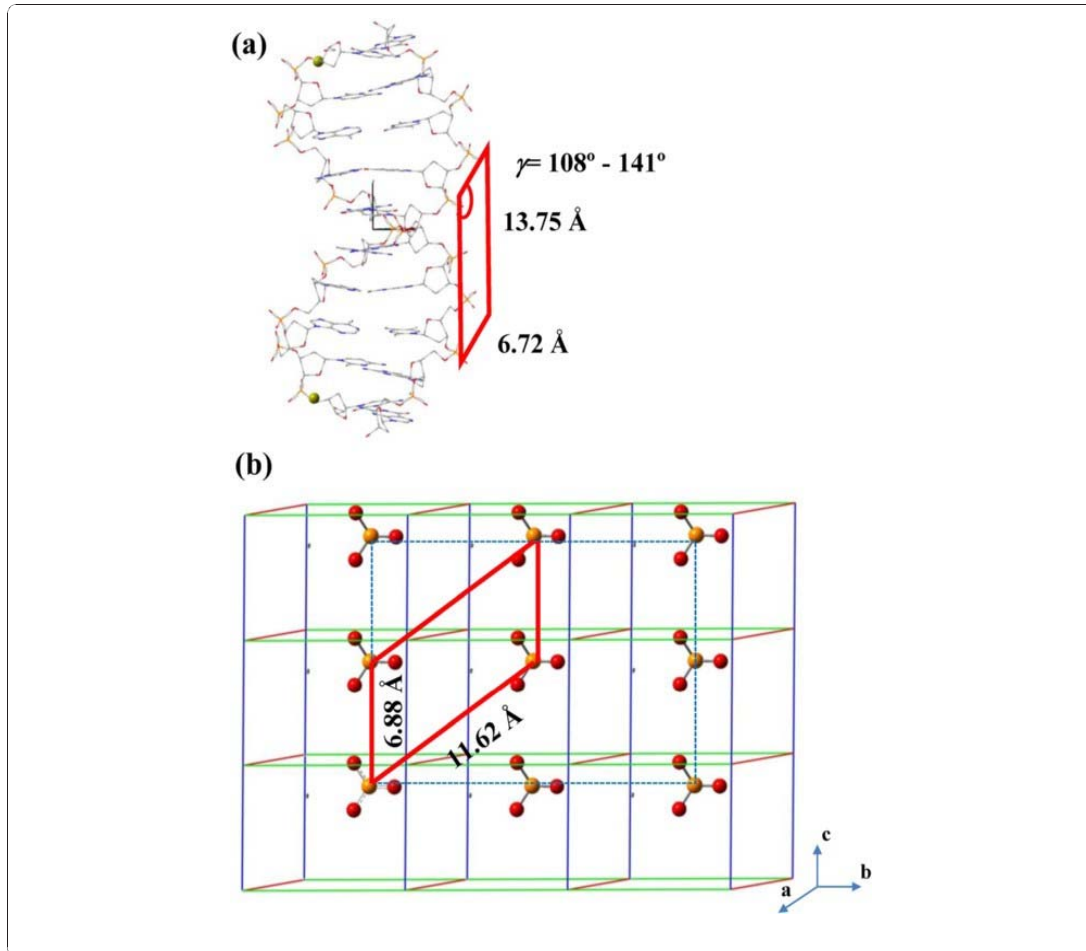 (a)
γ= 108º - 141º
13.75 Å
6.72 Å
(b)
6.88 Å
11.62 Å
c
b
a